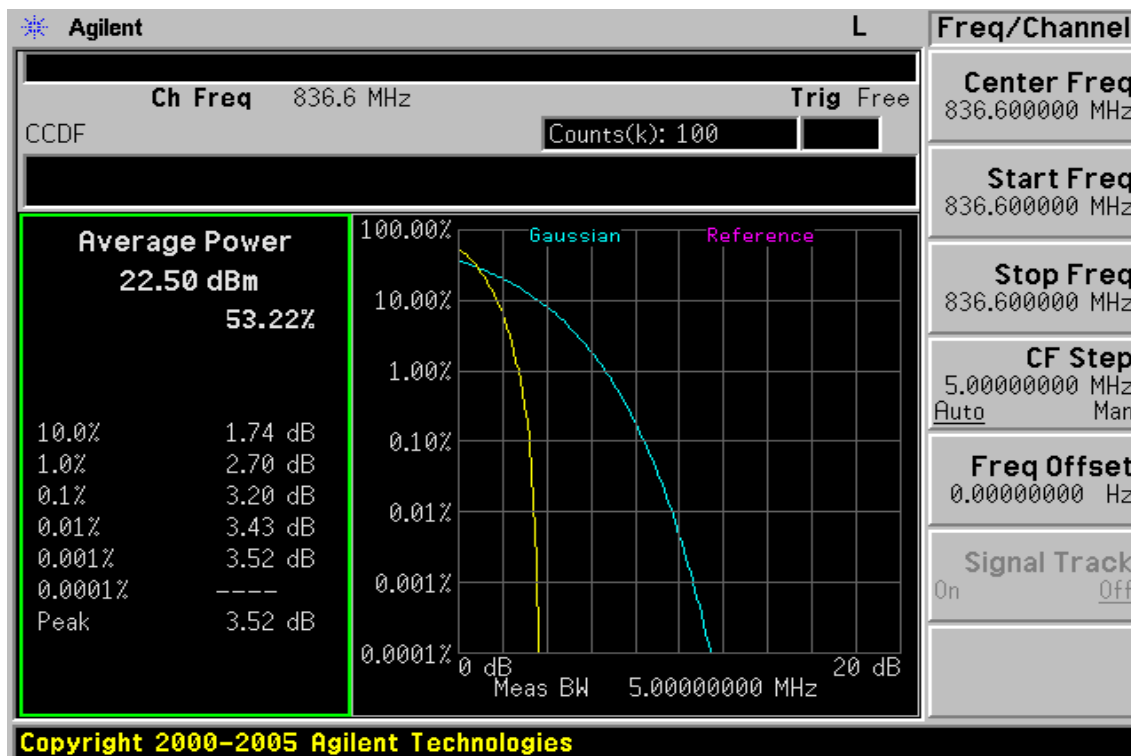 Agilent L
Ch Freq 836.6 MHz Trig Free
CCDF Counts(k): 100
Average Power
22.50 dBm
53.22%
10.0% 1.74 dB
1.0% 2.70 dB
0.1% 3.20 dB
0.01% 3.43 dB
0.001% 3.52 dB
0.0001% ----
Peak 3.52 dB
Gaussian Reference
100.00%
10.00%
1.00%
0.10%
0.01%
0.001%
0.0001%
0 dB 20 dB
Meas BW 5.00000000 MHz
Freq/Channel
Center Freq
836.600000 MHz
Start Freq
836.600000 MHz
Stop Freq
836.600000 MHz
CF Step
5.00000000 MHz
Auto Man
Freq Offset
0.00000000 Hz
Signal Track
On Off
Copyright 2000-2005 Agilent Technologies